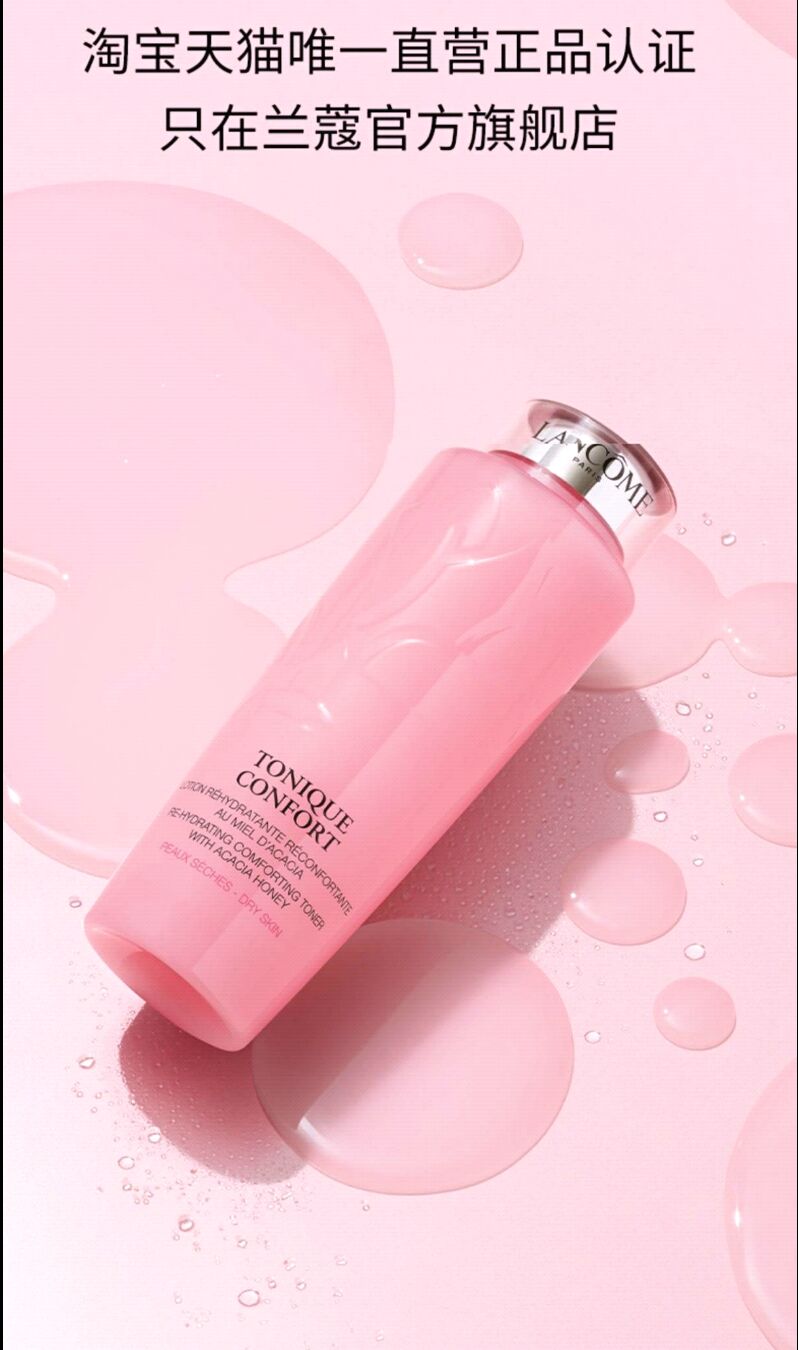 淘宝天猫唯一直营正品认证
只在兰蔻官方旗舰店
LANCÔME
PARIS
TONIQUE
CONFORT
LOTION RÉHYDRATANTE RÉCONFORTANTE
AU MIEL D'ACACIA
RE-HYDRATING COMFORTING TONER
WITH ACACIA HONEY
PEAUX SÈCHES - DRY SKIN